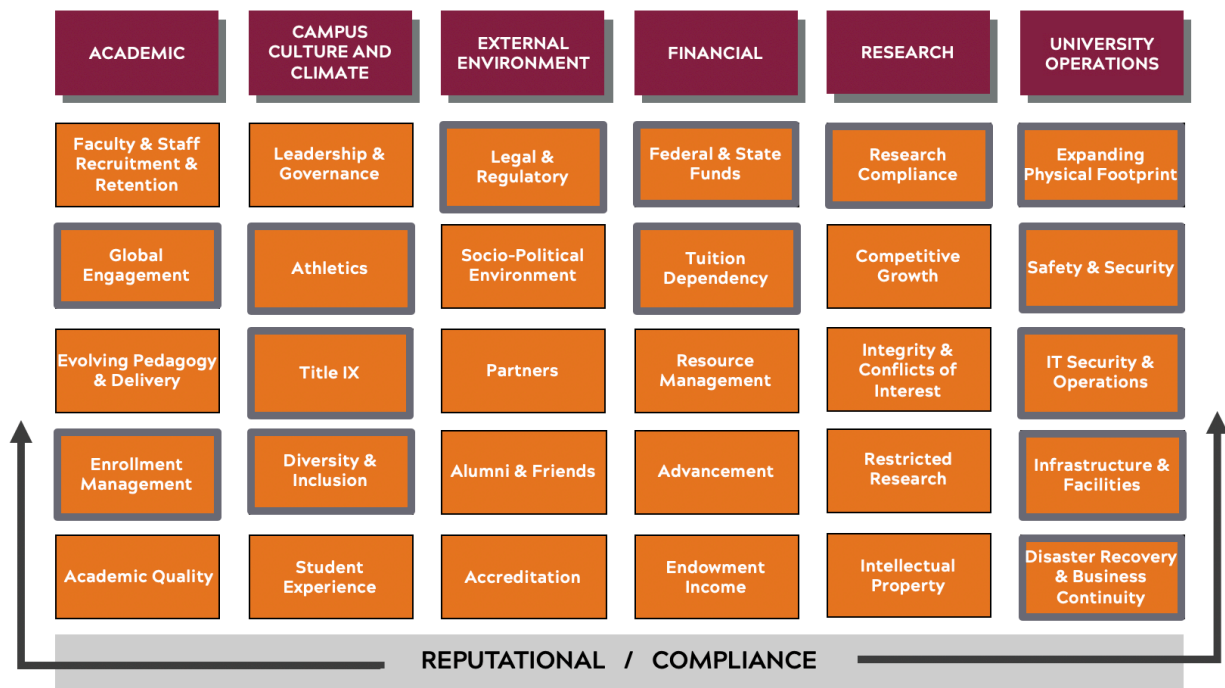 ACADEMIC
CAMPUS
CULTURE AND
CLIMATE
EXTERNAL
ENVIRONMENT
FINANCIAL
RESEARCH
UNIVERSITY
OPERATIONS
Faculty & Staff
Recruitment &
Retention
Leadership &
Governance
Legal &
Regulatory
Federal & State
Funds
Research
Compliance
Expanding
Physical Footprint
Global
Engagement
Athletics
Socio-Political
Environment
Tuition
Dependency
Competitive
Growth
Safety & Security
Evolving Pedagogy
& Delivery
Title IX
Partners
Resource
Management
Integrity &
Conflicts of
Interest
IT Security &
Operations
Enrollment
Management
Diversity &
Inclusion
Alumni & Friends
Advancement
Restricted
Research
Infrastructure &
Facilities
Academic Quality
Student
Experience
Accreditation
Endowment
Income
Intellectual
Property
Disaster Recovery
& Business
Continuity
REPUTATIONAL / COMPLIANCE